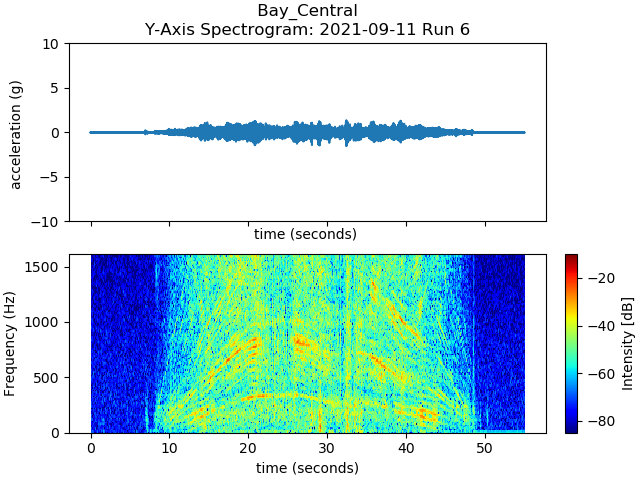 Bay_Central
Y-Axis Spectrogram: 2021-09-11 Run 6
10
5
0
−5
−10
acceleration (g)
time (seconds)
1500
1000
500
0
Frequency (Hz)
0 10 20 30 40 50
time (seconds)
−20
−40
−60
−80
Intensity [dB]